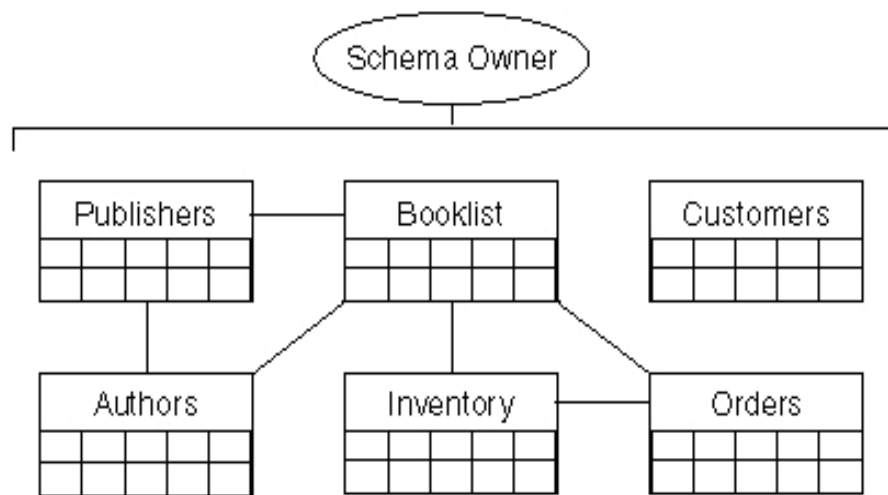 Schema Owner
Publishers
Booklist
Customers
Authors
Inventory
Orders